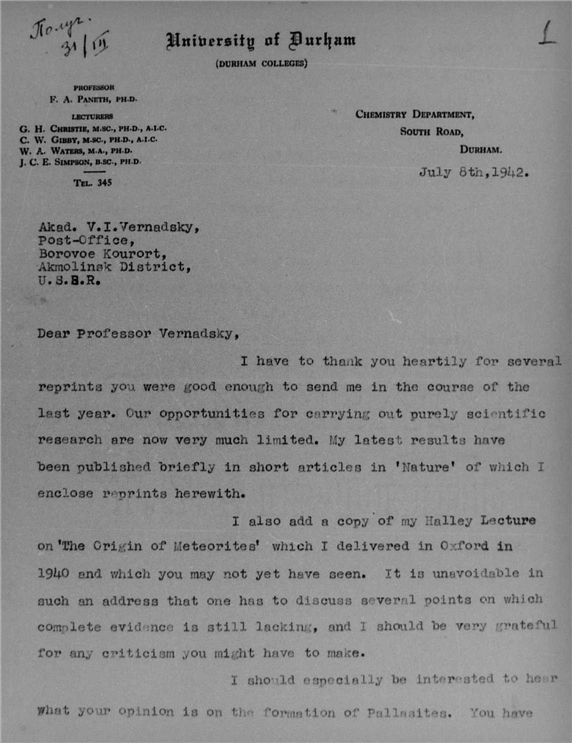 Получ.
31/VII
1
University of Durham
(DURHAM COLLEGES)
PROFESSOR
F. A. PANETH, PH.D.
LECTURERS
G. H. CHRISTIE, M.SC., PH.D., A.I.C.
C. W. GIBBY, M.SC., PH.D., A.I.C.
W. A. WATERS, M.A., PH.D.
J. C. E. SIMPSON, B.SC., PH.D.
TEL. 345
CHEMISTRY DEPARTMENT,
SOUTH ROAD,
DURHAM.
July 8th,1942.
Akad. V.I.Vernadsky,
Post-Office,
Borovoe Kourort,
Akmolinsk District,
U.S.S.R.
Dear Professor Vernadsky,
I have to thank you heartily for several
reprints you were good enough to send me in the course of the
last year. Our opportunities for carrying out purely scientific
research are now very much limited. My latest results have
been published briefly in short articles in 'Nature' of which I
enclose reprints herewith.
I also add a copy of my Halley Lecture
on 'The Origin of Meteorites' which I delivered in Oxford in
1940 and which you may not yet have seen. It is unavoidable in
such an address that one has to discuss several points on which
complete evidence is still lacking, and I should be very grateful
for any criticism you might have to make.
I should especially be interested to hear
what your opinion is on the formation of Pallasites. You have